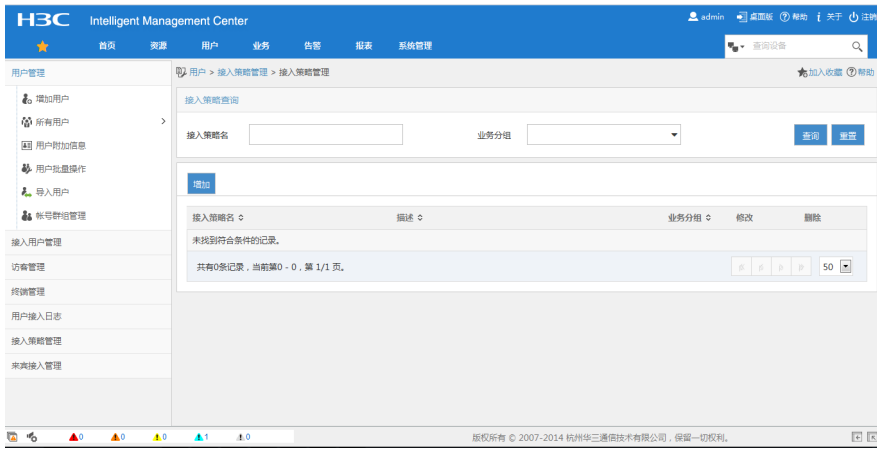 H3C Intelligent Management Center admin 桌面版 帮助 关于 注销
首页 资源 用户 业务 告警 报表 系统管理 查询设备
用户管理
用户 > 接入策略管理 > 接入策略管理 加入收藏 帮助
增加用户
所有用户
用户附加信息
用户批量操作
导入用户
帐号群组管理
接入用户管理
访客管理
终端管理
用户接入日志
接入策略管理
来宾接入管理
接入策略查询
接入策略名 业务分组 查询 重置
增加
接入策略名 描述 业务分组 修改 删除
未找到符合条件的记录。
共有0条记录，当前第0 - 0，第 1/1 页。 50
0 0 0 1 0 版权所有 © 2007-2014 杭州华三通信技术有限公司，保留一切权利。